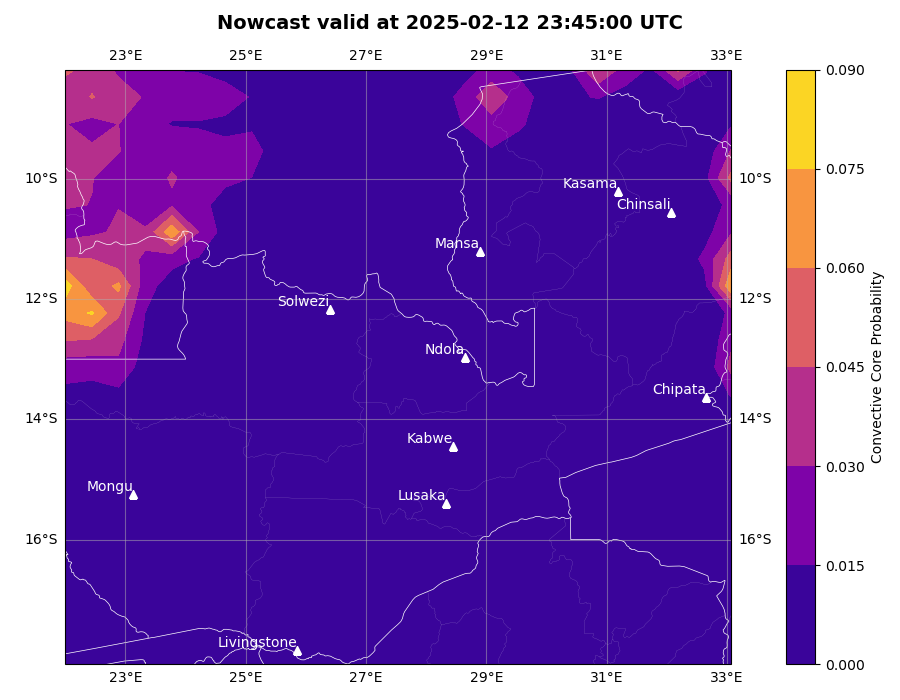 Nowcast valid at 2025-02-12 23:45:00 UTC
23°E 25°E 27°E 29°E 31°E 33°E
0.090
0.075
10°S 10°S
Kasama
Chinsali
Mansa
0.060
12°S 12°S
Solwezi
Ndola
0.045
Chipata
14°S 14°S
Kabwe
0.030
Mongu
Lusaka
16°S 16°S
0.015
Livingstone
0.000
23°E 25°E 27°E 29°E 31°E 33°E
Convective Core Probability